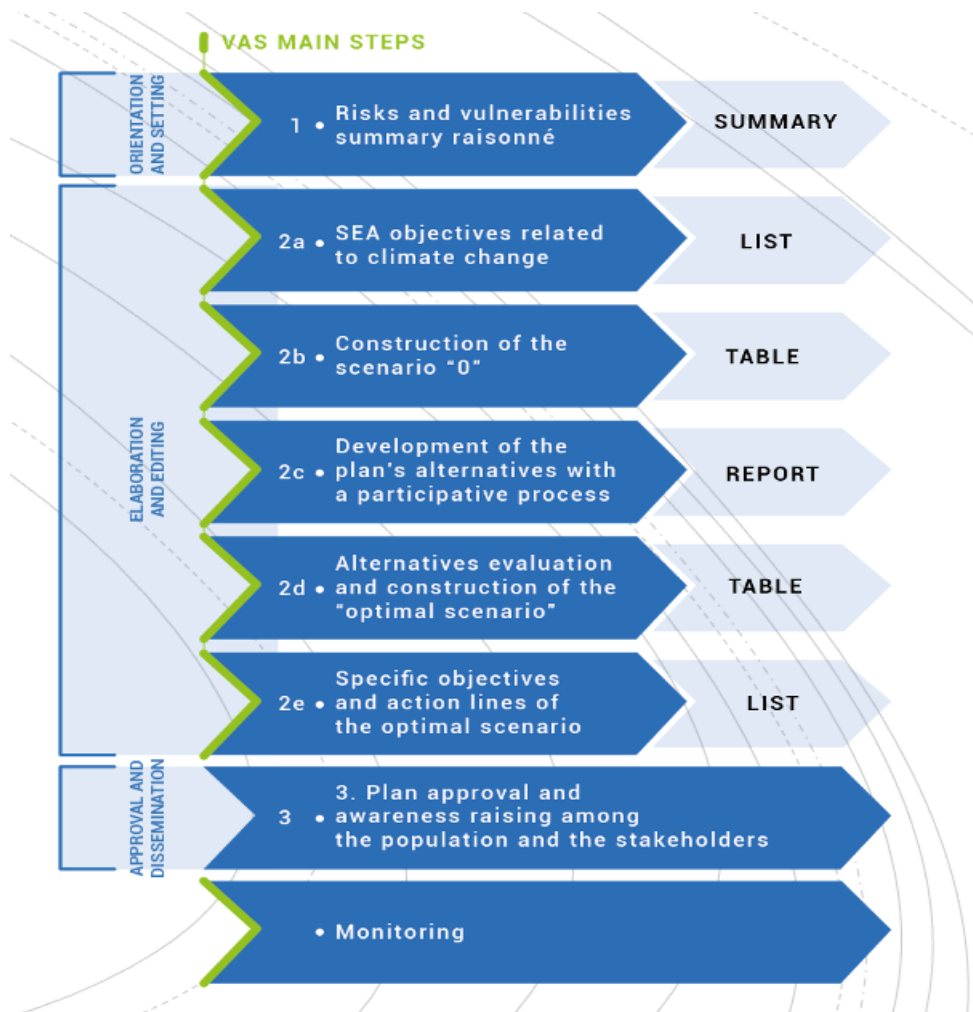 VAS MAIN STEPS
ORIENTATION
AND SETTING
1 • Risks and vulnerabilities
summary raisonné
SUMMARY
ELABORATION
AND EDITING
2a • SEA objectives related
to climate change
LIST
2b • Construction of the
scenario “0”
TABLE
2c • Development of the
plan’s alternatives with
a participative process
REPORT
2d • Alternatives evaluation
and construction of the
“optimal scenario”
TABLE
2e • Specific objectives
and action lines of
the optimal scenario
LIST
APPROVAL AND
DISSEMINATION
3 • 3. Plan approval and
awareness raising among
the population and the stakeholders
• Monitoring